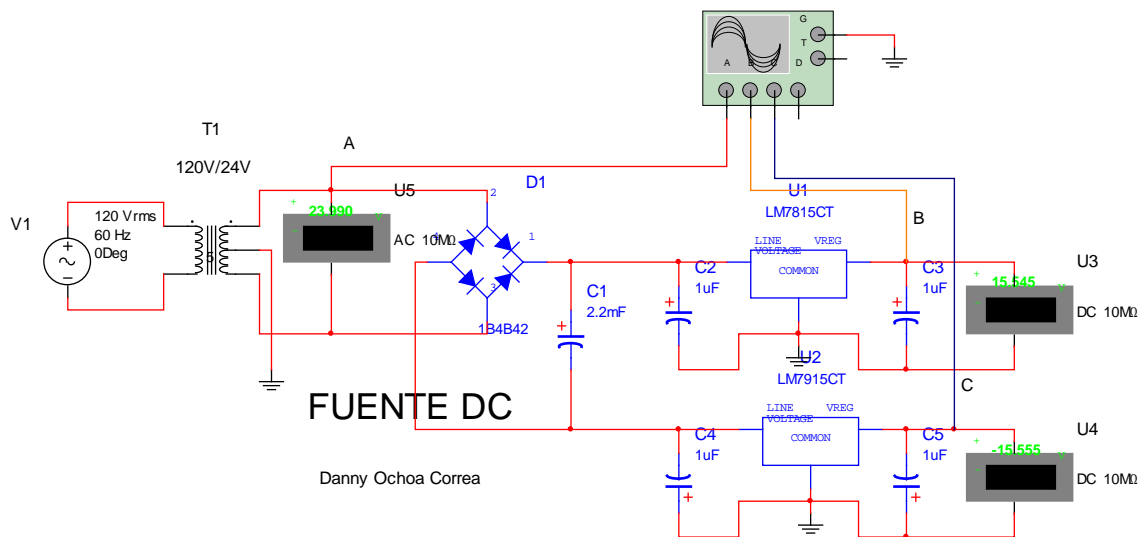 G
T
A B C D
T1
120V/24V
A
V1
120 Vrms
60 Hz
0Deg
U5
23.990 V
AC 10MΩ
D1
2
1
3
1B4B42
C1
2.2mF
U1
LM7815CT
LINE VREG
VOLTAGE
COMMON
B
C2
1uF
C3
1uF
U3
15.545
DC 10MΩ
U2
LM7915CT
LINE VREG
VOLTAGE
COMMON
C
C4
1uF
C5
1uF
U4
-15.555 V
DC 10MΩ
FUENTE DC
Danny Ochoa Correa